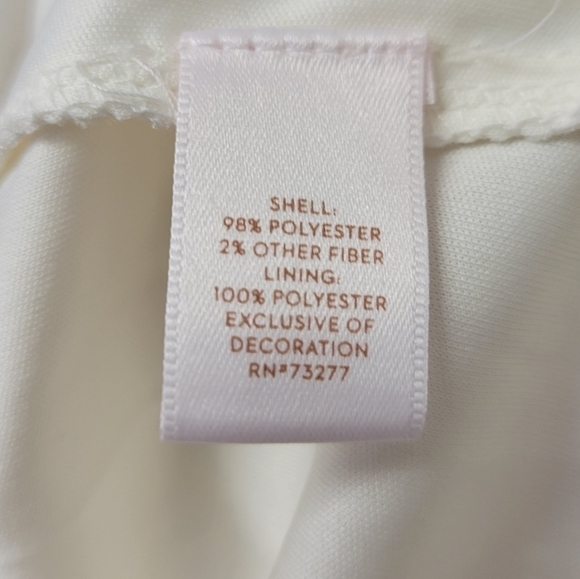 SHELL:
98% POLYESTER
2% OTHER FIBER
LINING:
100% POLYESTER
EXCLUSIVE OF
DECORATION
RN#73277